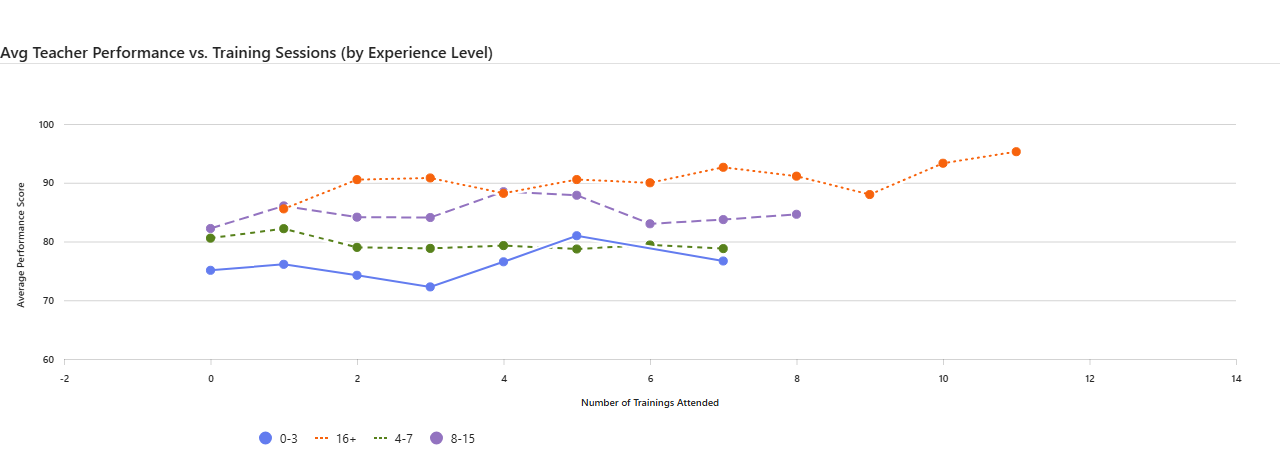 Avg Teacher Performance vs. Training Sessions (by Experience Level)
Average Performance Score
100
90
80
70
60
-2 0 2 4 6 8 10 12 14
Number of Trainings Attended
0-3 16+ 4-7 8-15